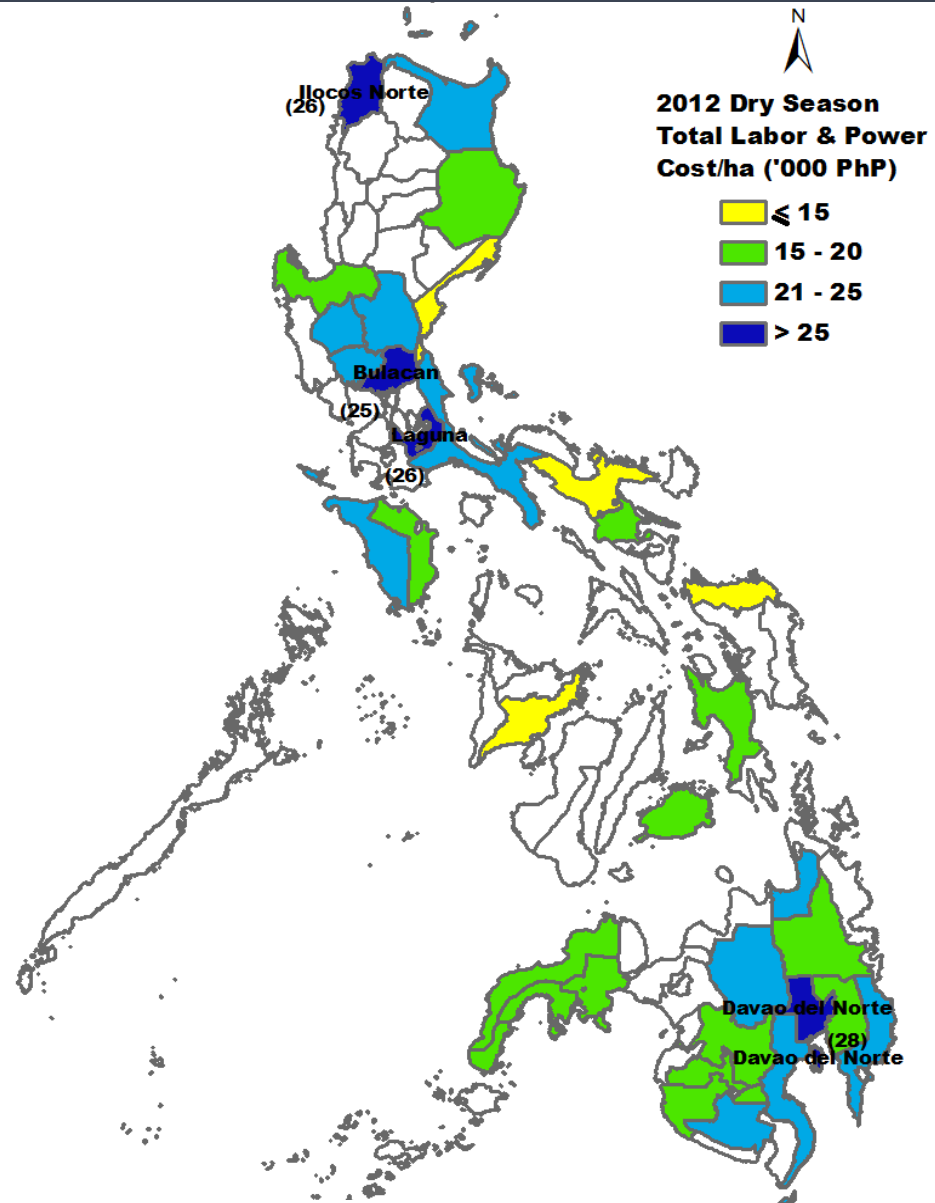 N
2012 Dry Season
Total Labor & Power
Cost/ha ('000 PhP)
⩽ 15
15 - 20
21 - 25
> 25
Ilocos Norte
(26)
Bulacan
(25)
Laguna
(26)
Davao del Norte
(28)
Davao del Norte